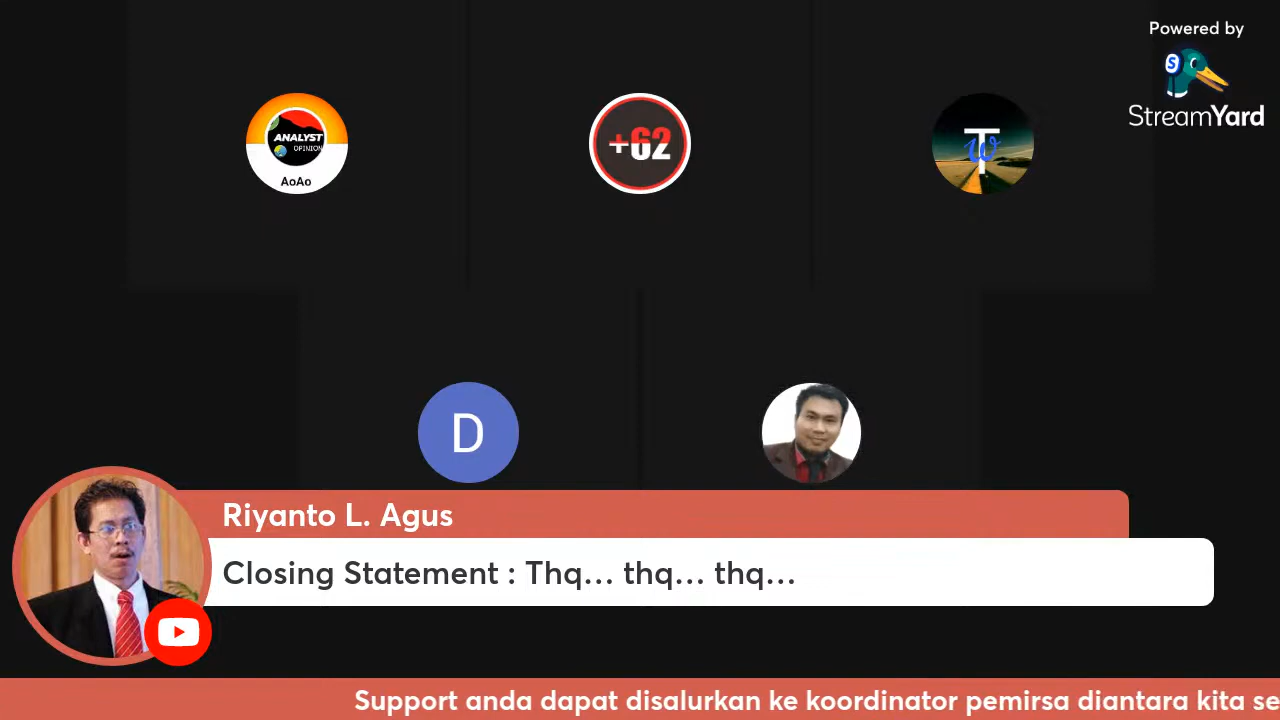 Powered by
StreamYard
ANALYST
OPINION
AoAo
+62
T
w
D
Riyanto L. Agus
Closing Statement : Thq... thq... thq...
Support anda dapat disalurkan ke koordinator pemirsa diantara kita se